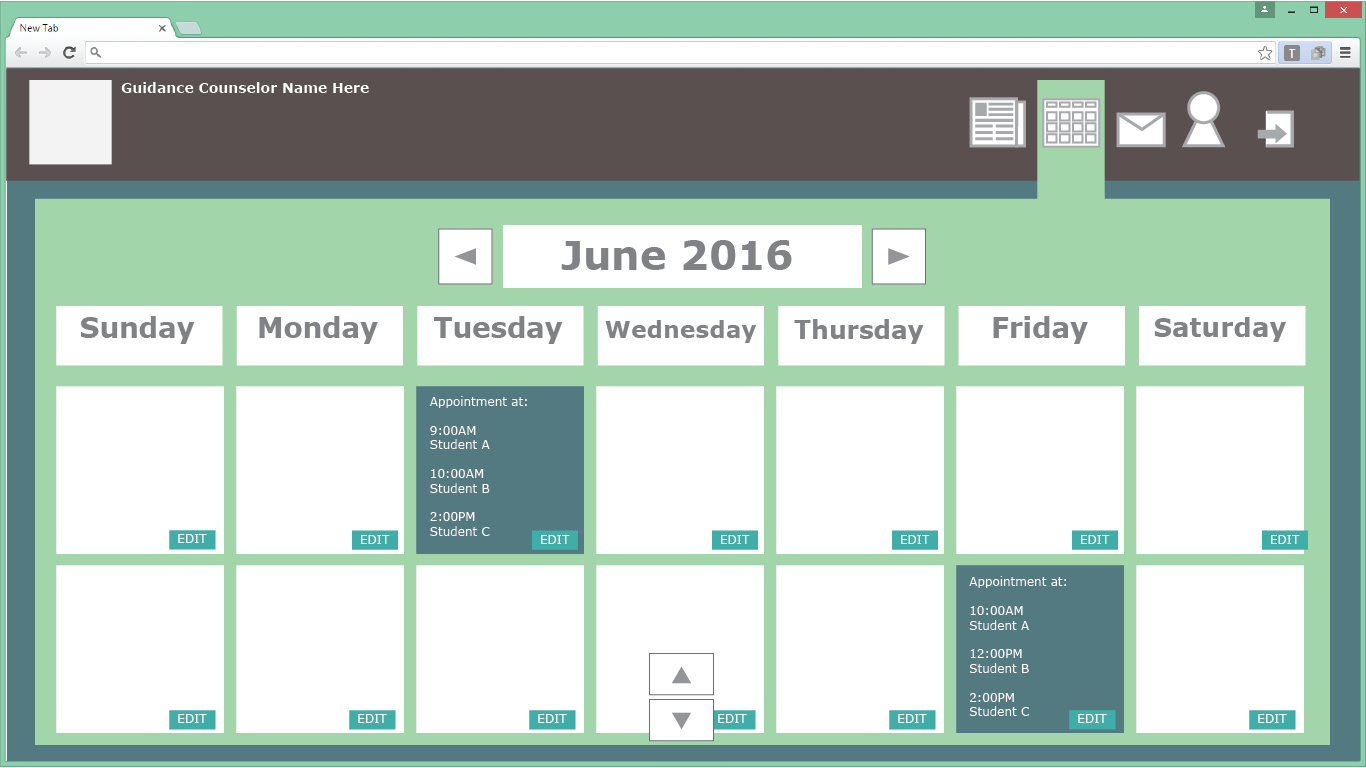 New Tab
T
Guidance Counselor Name Here
June 2016
Sunday Monday Tuesday Wednesday Thursday Friday Saturday
Appointment at:
9:00AM
Student A
10:00AM
Student B
2:00PM
Student C
EDIT EDIT EDIT EDIT EDIT EDIT EDIT
Appointment at:
10:00AM
Student A
12:00PM
Student B
2:00PM
Student C
EDIT EDIT EDIT EDIT EDIT EDIT EDIT